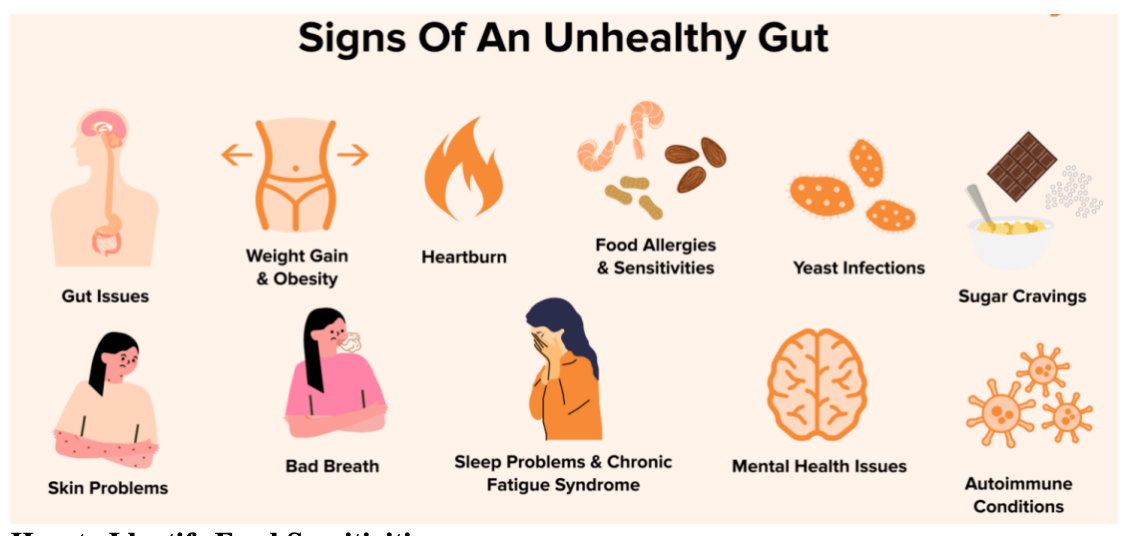 Signs Of An Unhealthy Gut
Gut Issues
Weight Gain
& Obesity
Heartburn
Food Allergies
& Sensitivities
Yeast Infections
Sugar Cravings
Skin Problems
Bad Breath
Sleep Problems & Chronic
Fatigue Syndrome
Mental Health Issues
Autoimmune
Conditions